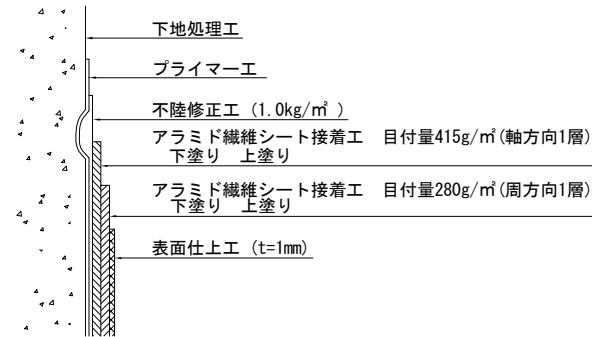 下地処理工
プライマー工
不陸修正工 (1.0kg/㎡ )
アラミド繊維シート接着工　目付量415g/㎡(軸方向1層)
下塗り　上塗り
アラミド繊維シート接着工　目付量280g/㎡(周方向1層)
下塗り　上塗り
表面仕上工 (t=1㎜)